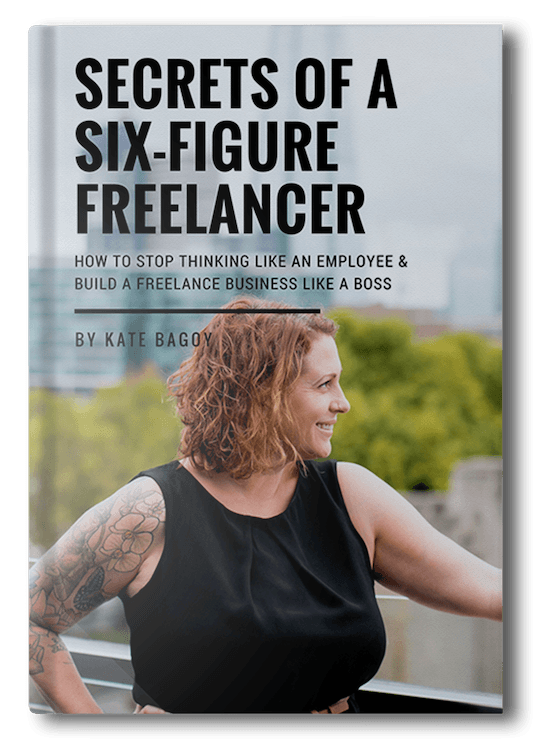 SECRETS OF A
SIX-FIGURE
FREELANCER
HOW TO STOP THINKING LIKE AN EMPLOYEE &
BUILD A FREELANCE BUSINESS LIKE A BOSS
BY KATE BAGOY